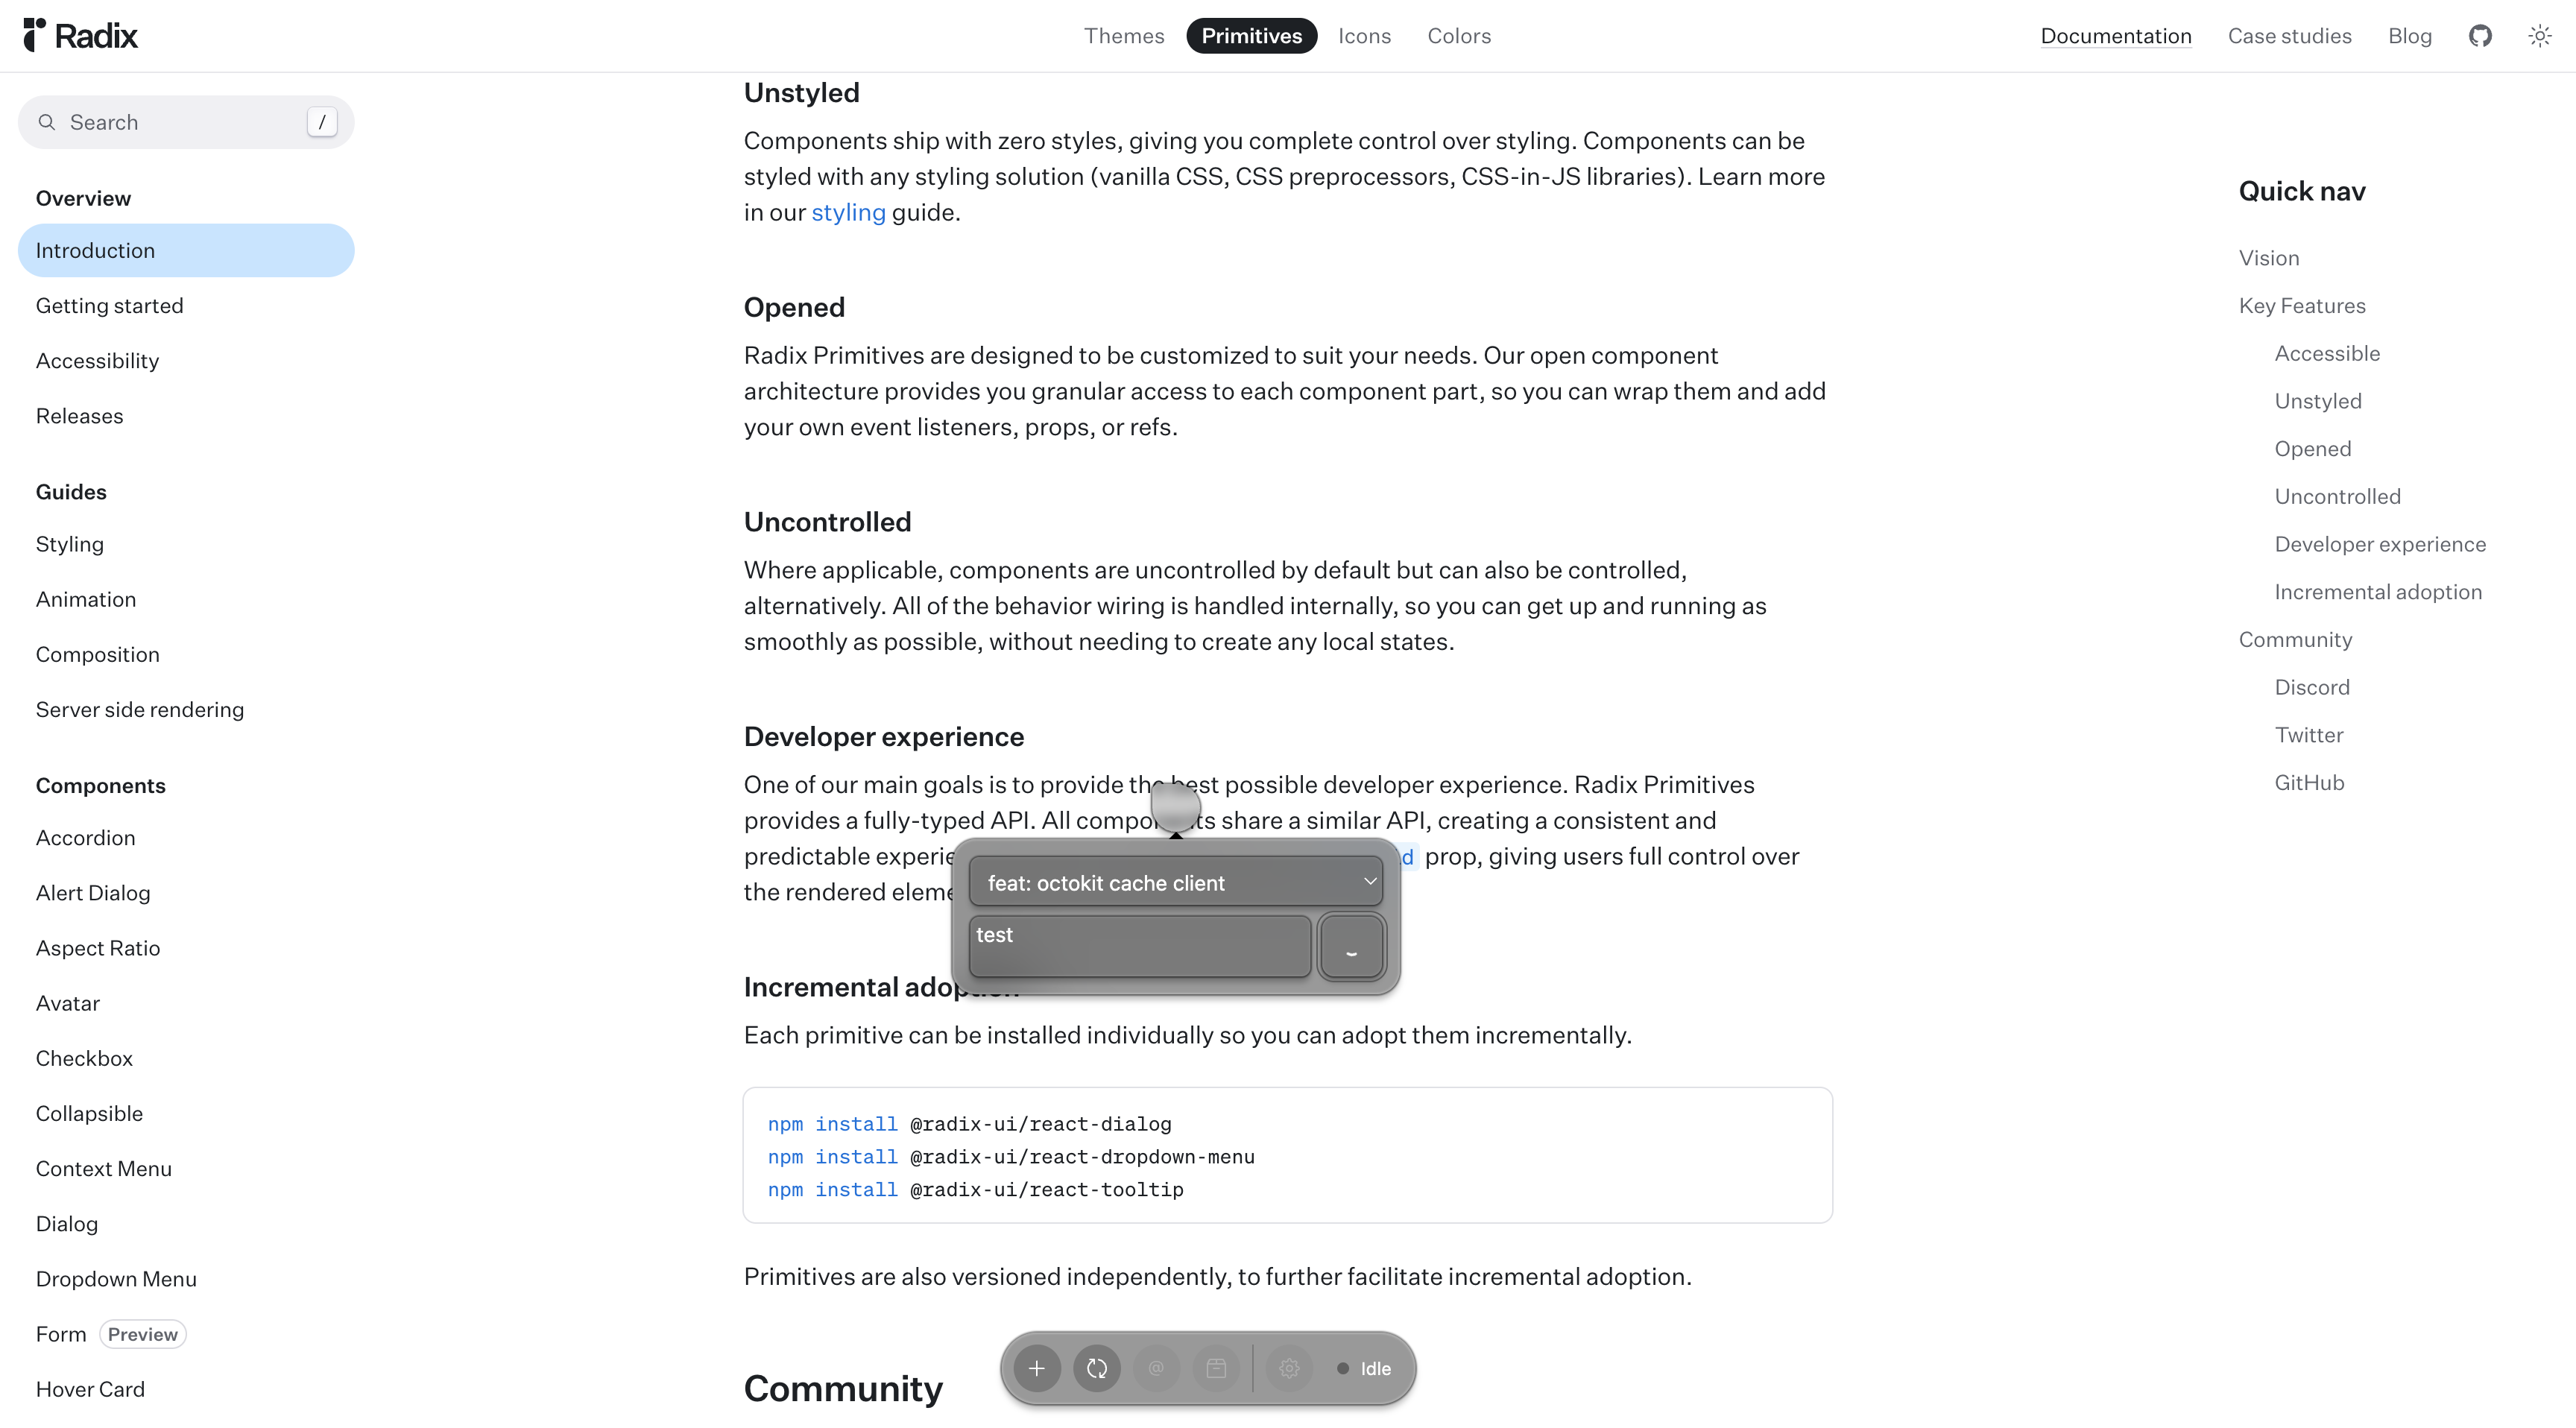 Radix
Themes
Primitives
Icons
Colors
Documentation
Case studies
Blog
Search
/
Overview
Introduction
Getting started
Accessibility
Releases
Guides
Styling
Animation
Composition
Server side rendering
Components
Accordion
Alert Dialog
Aspect Ratio
Avatar
Checkbox
Collapsible
Context Menu
Dialog
Dropdown Menu
Form Preview
Hover Card
Unstyled
Components ship with zero styles, giving you complete control over styling. Components can be
styled with any styling solution (vanilla CSS, CSS preprocessors, CSS-in-JS libraries). Learn more
in our styling guide.
Opened
Radix Primitives are designed to be customized to suit your needs. Our open component
architecture provides you granular access to each component part, so you can wrap them and add
your own event listeners, props, or refs.
Uncontrolled
Where applicable, components are uncontrolled by default but can also be controlled,
alternatively. All of the behavior wiring is handled internally, so you can get up and running as
smoothly as possible, without needing to create any local states.
Developer experience
One of our main goals is to provide the best possible developer experience. Radix Primitives
provides a fully-typed API. All components share a similar API, creating a consistent and
predictable prop, giving users full control over
the rendered
feat: octokit cache client
test
Incremental adoption
Each primitive can be installed individually so you can adopt them incrementally.
npm install @radix-ui/react-dialog
npm install @radix-ui/react-dropdown-menu
npm install @radix-ui/react-tooltip
Primitives are also versioned independently, to further facilitate incremental adoption.
Community
@
Idle
Quick nav
Vision
Key Features
Accessible
Unstyled
Opened
Uncontrolled
Developer experience
Incremental adoption
Community
Discord
Twitter
GitHub